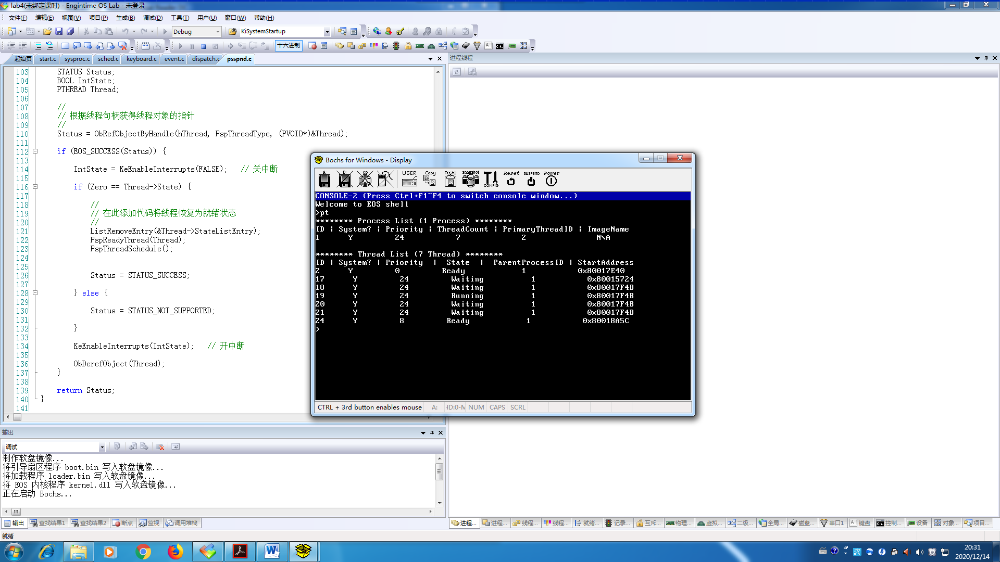 lab4(未绑定课时) - Engintime OS Lab - 未登录
文件(F) 编辑(E) 视图(V) 项目(P) 生成(B) 调试(D) 工具(T) 用户(U) 窗口(W) 帮助(H)
Debug KiSystemStartup
十六进制
起始页 start.c sysproc.c sched.c keyboard.c event.c dispatch.c psspnd.c
进程线程
103 STATUS Status;
104 BOOL IntState;
105 PTHREAD Thread;
106
107 //
108 // 根据线程句柄获得线程对象的指针
109 //
110 Status = ObRefObjectByHandle(hThread, PspThreadType, (PVOID*)&Thread);
111
112 if (EOS_SUCCESS(Status)) {
113
114 IntState = KeEnableInterrupts(FALSE); // 关中断
115
116 if (Zero == Thread->State) {
117
118 //
119 // 在此添加代码将线程恢复为就绪状态
120 //
121 ListRemoveEntry(&Thread->StateListEntry);
122 PspReadyThread(Thread);
123 PspThreadSchedule();
124
125
126 Status = STATUS_SUCCESS;
127
128 } else {
129
130 Status = STATUS_NOT_SUPPORTED;
131
132 }
133
134 KeEnableInterrupts(IntState); // 开中断
135
136 ObDerefObject(Thread);
137 }
138
139 return Status;
140 }
141
Bochs for Windows - Display
A: B: CD USER Copy Paste snapshot CONFIG Reset SUSPEND Power
CONSOLE-2 (Press Ctrl+F1~F4 to switch console window...)
Welcome to EOS shell
>pt
******** Process List (1 Process) ********
ID | System? | Priority | ThreadCount | PrimaryThreadID | ImageName
1 Y 24 7 2 N\A
******** Thread List (7 Thread) ********
ID | System? | Priority | State | ParentProcessID | StartAddress
2 Y 0 Ready 1 0x80017E40
17 Y 24 Waiting 1 0x80015724
18 Y 24 Waiting 1 0x80017F4B
19 Y 24 Running 1 0x80017F4B
20 Y 24 Waiting 1 0x80017F4B
21 Y 24 Waiting 1 0x80017F4B
24 Y 8 Ready 1 0x80018A5C
>
CTRL + 3rd button enables mouse A: HD:0-M NUM CAPS SCRL
输出
调试
制作软盘镜像...
将引导扇区程序 boot.bin 写入软盘镜像...
将加载程序 loader.bin 写入软盘镜像...
将 EOS 内核程序 kernel.dll 写入软盘镜像...
正在启动 Bochs...
输出 查找结果1 查找结果2 断点 监视 调用堆栈
进程... 进程... 线程... 线程... 就绪... 记录... 互斥... 物理... 虚拟... 二级... 全局... 磁盘... 串口1 键盘 控制... 设备 对象... 项目...
就绪
20:31
2020/12/14